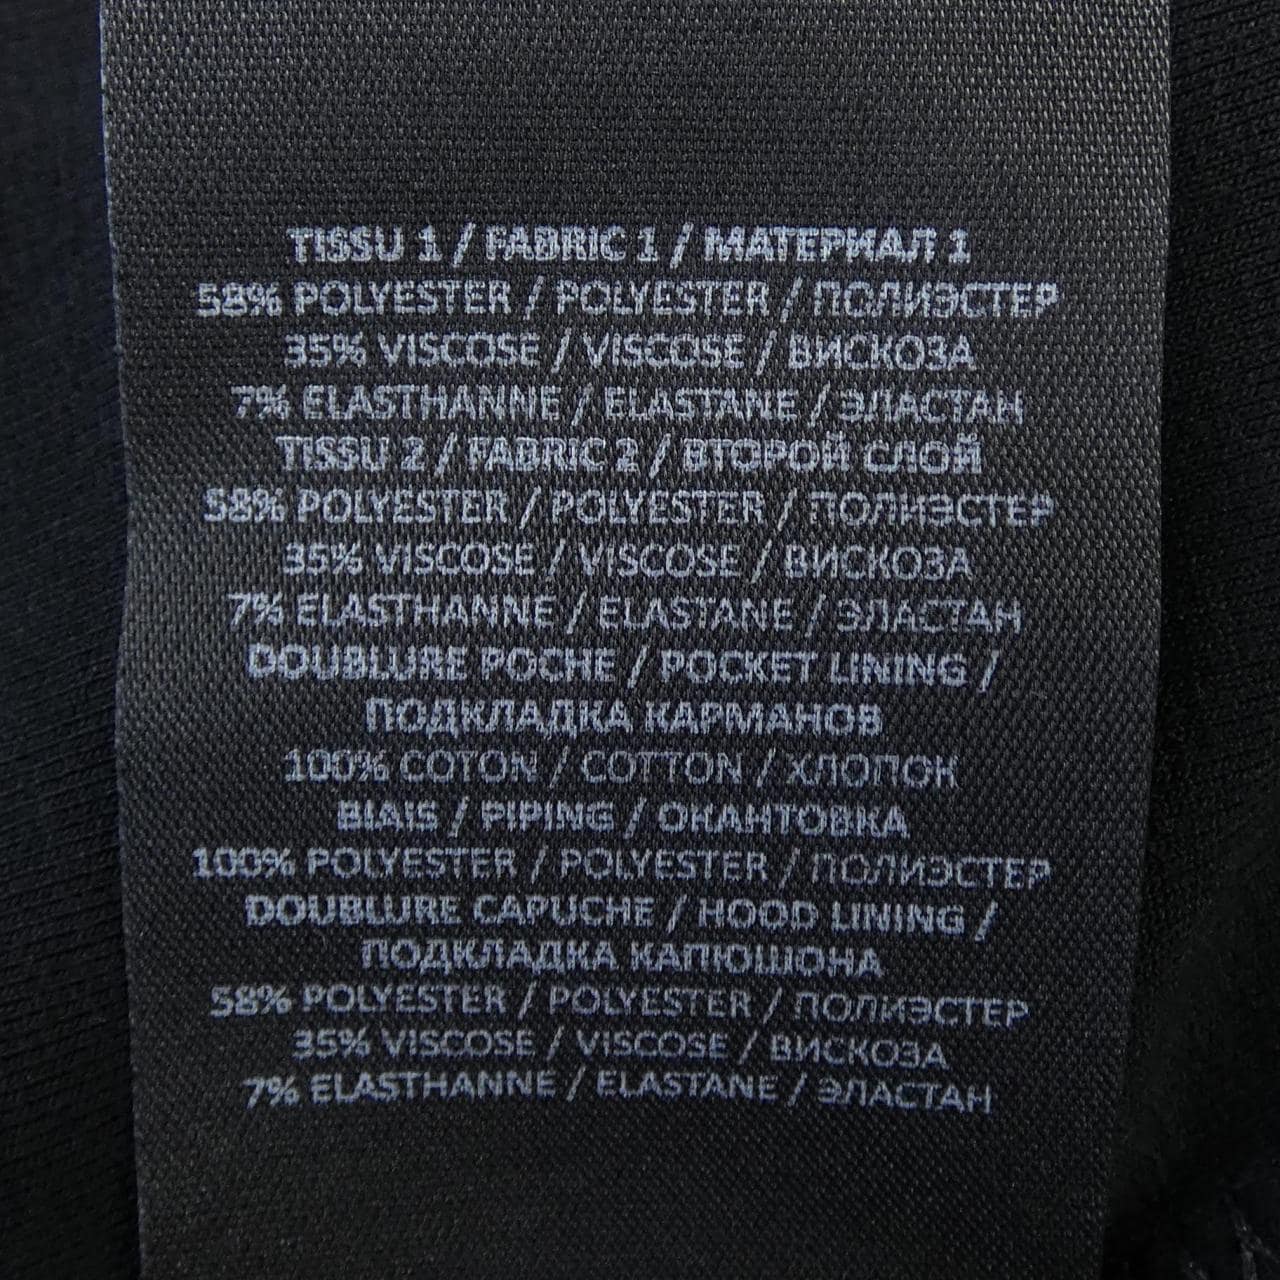 TISSU 1 / FABRIC 1 / МАТЕРИАЛ 1
58% POLYESTER / POLYESTER / ПОЛИЭСТЕР
35% VISCOSE / VISCOSE / ВИСКОЗА
7% ELASTHANNE / ELASTANE / ЭЛАСТАН
TISSU 2 / FABRIC 2 / ВТОРОЙ СЛОЙ
58% POLYESTER / POLYESTER / ПОЛИЭСТЕР
35% VISCOSE / VISCOSE / ВИСКОЗА
7% ELASTHANNE / ELASTANE / ЭЛАСТАН
DOUBLURE POCHE / POCKET LINING /
ПОДКЛАДКА КАРМАНОВ
100% COTON / COTTON / ХЛОПОК
BIAIS / PIPING / ОКАНТОВКА
100% POLYESTER / POLYESTER / ПОЛИЭСТЕР
DOUBLURE CAPUCHE / HOOD LINING /
ПОДКЛАДКА КАПЮШОНА
58% POLYESTER / POLYESTER / ПОЛИЭСТЕР
35% VISCOSE / VISCOSE / ВИСКОЗА
7% ELASTHANNE / ELASTANE / ЭЛАСТАН